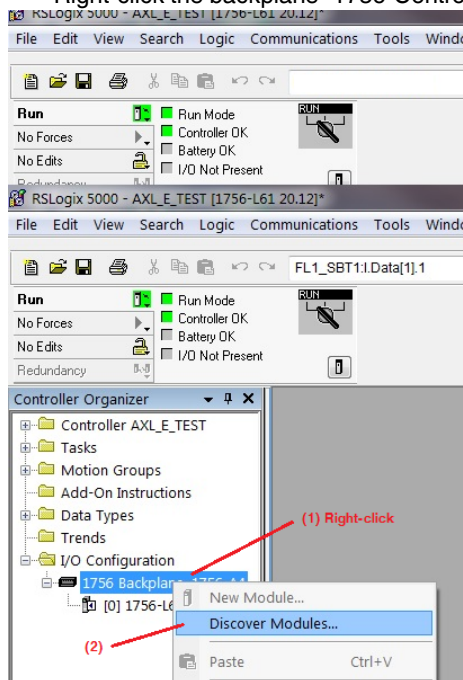 Right-click the backplane "1756 Contro
RSLogix 5000 - AXL_E_TEST [1756-L61 20.12]*
File Edit View Search Logic Communications Tools Windo
Run
Run Mode
RUN
No Forces
Controller OK
Battery OK
No Edits
I/O Not Present
Redundancy
RSLogix 5000 - AXL_E_TEST [1756-L61 20.12]*
File Edit View Search Logic Communications Tools Windo
FL1_SBT1:I.Data[1].1
Run
Run Mode
RUN
No Forces
Controller OK
Battery OK
No Edits
I/O Not Present
Redundancy
Controller Organizer
Controller AXL_E_TEST
Tasks
Motion Groups
Add-On Instructions
Data Types
(1) Right-click
Trends
I/O Configuration
1756 Backplane, 1756-A4
[0] 1756-L6
New Module...
Discover Modules...
(2)
Paste Ctrl+V